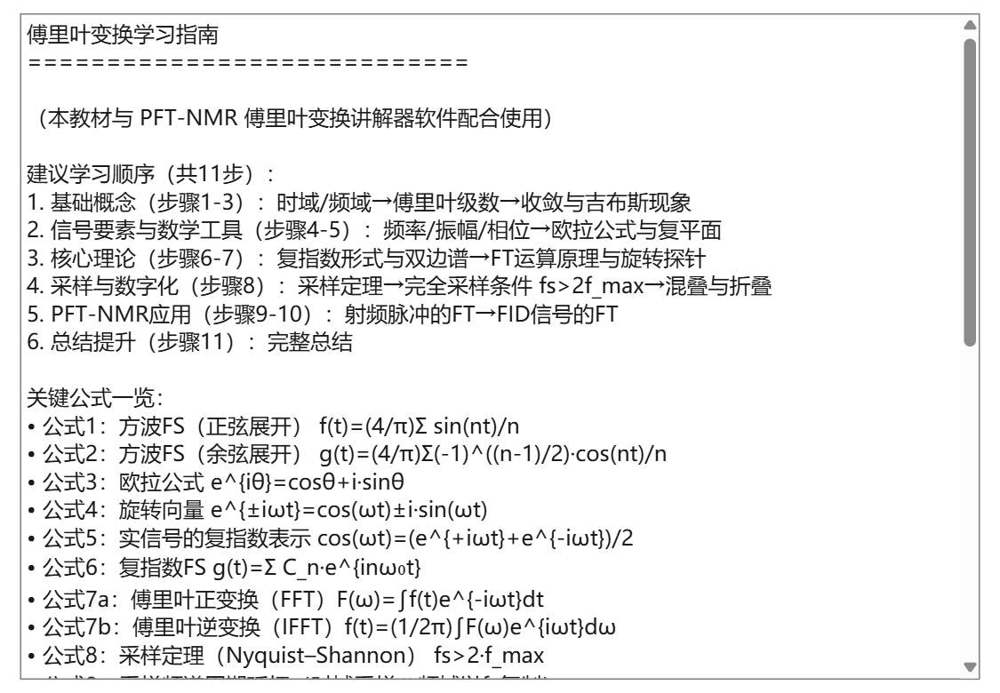 傅里叶变换学习指南
============================
（本教材与 PFT-NMR 傅里叶变换讲解器软件配合使用）
建议学习顺序（共11步）：
1. 基础概念（步骤1-3）：时域/频域→傅里叶级数→收敛与吉布斯现象
2. 信号要素与数学工具（步骤4-5）：频率/振幅/相位→欧拉公式与复平面
3. 核心理论（步骤6-7）：复指数形式与双边谱→FT运算原理与旋转探针
4. 采样与数字化（步骤8）：采样定理→完全采样条件 fs>2f_max→混叠与折叠
5. PFT-NMR应用（步骤9-10）：射频脉冲的FT→FID信号的FT
6. 总结提升（步骤11）：完整总结
关键公式一览：
• 公式1：方波FS（正弦展开） f(t)=(4/π)Σ sin(nt)/n
• 公式2：方波FS（余弦展开） g(t)=(4/π)Σ(-1)^((n-1)/2)·cos(nt)/n
• 公式3：欧拉公式 e^{iθ}=cosθ+i·sinθ
• 公式4：旋转向量 e^{±iωt}=cos(ωt)±i·sin(ωt)
• 公式5：实信号的复指数表示 cos(ωt)=(e^{+iωt}+e^{-iωt})/2
• 公式6：复指数FS g(t)=Σ C_n·e^{inω₀t}
• 公式7a：傅里叶正变换（FFT）F(ω)=∫f(t)e^{-iωt}dt
• 公式7b：傅里叶逆变换（IFFT）f(t)=(1/2π)∫F(ω)e^{iωt}dω
• 公式8：采样定理（Nyquist–Shannon） fs>2·f_max